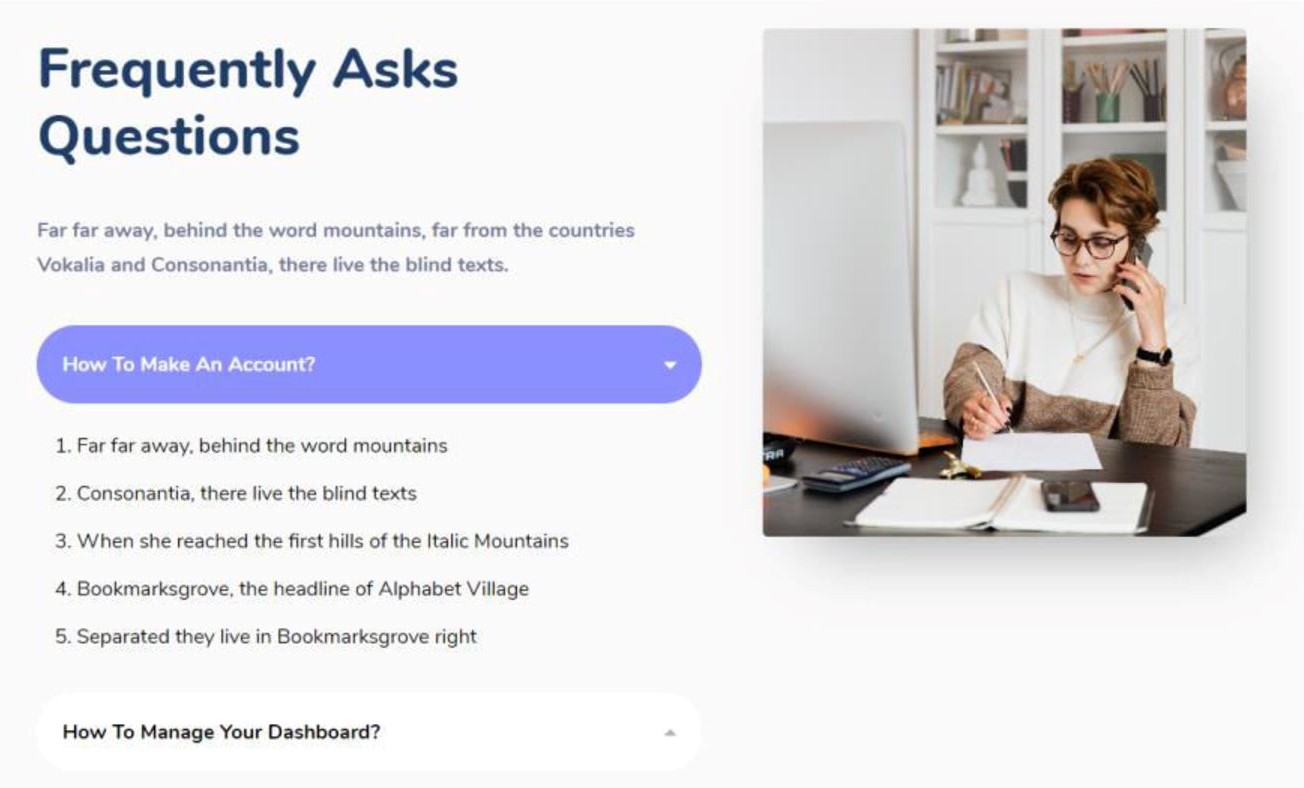 Frequently Asks
Questions
Far far away, behind the word mountains, far from the countries
Vokalia and Consonantia, there live the blind texts.
How To Make An Account?
1. Far far away, behind the word mountains
2. Consonantia, there live the blind texts
3. When she reached the first hills of the Italic Mountains
4. Bookmarksgrove, the headline of Alphabet Village
5. Separated they live in Bookmarksgrove right
How To Manage Your Dashboard?